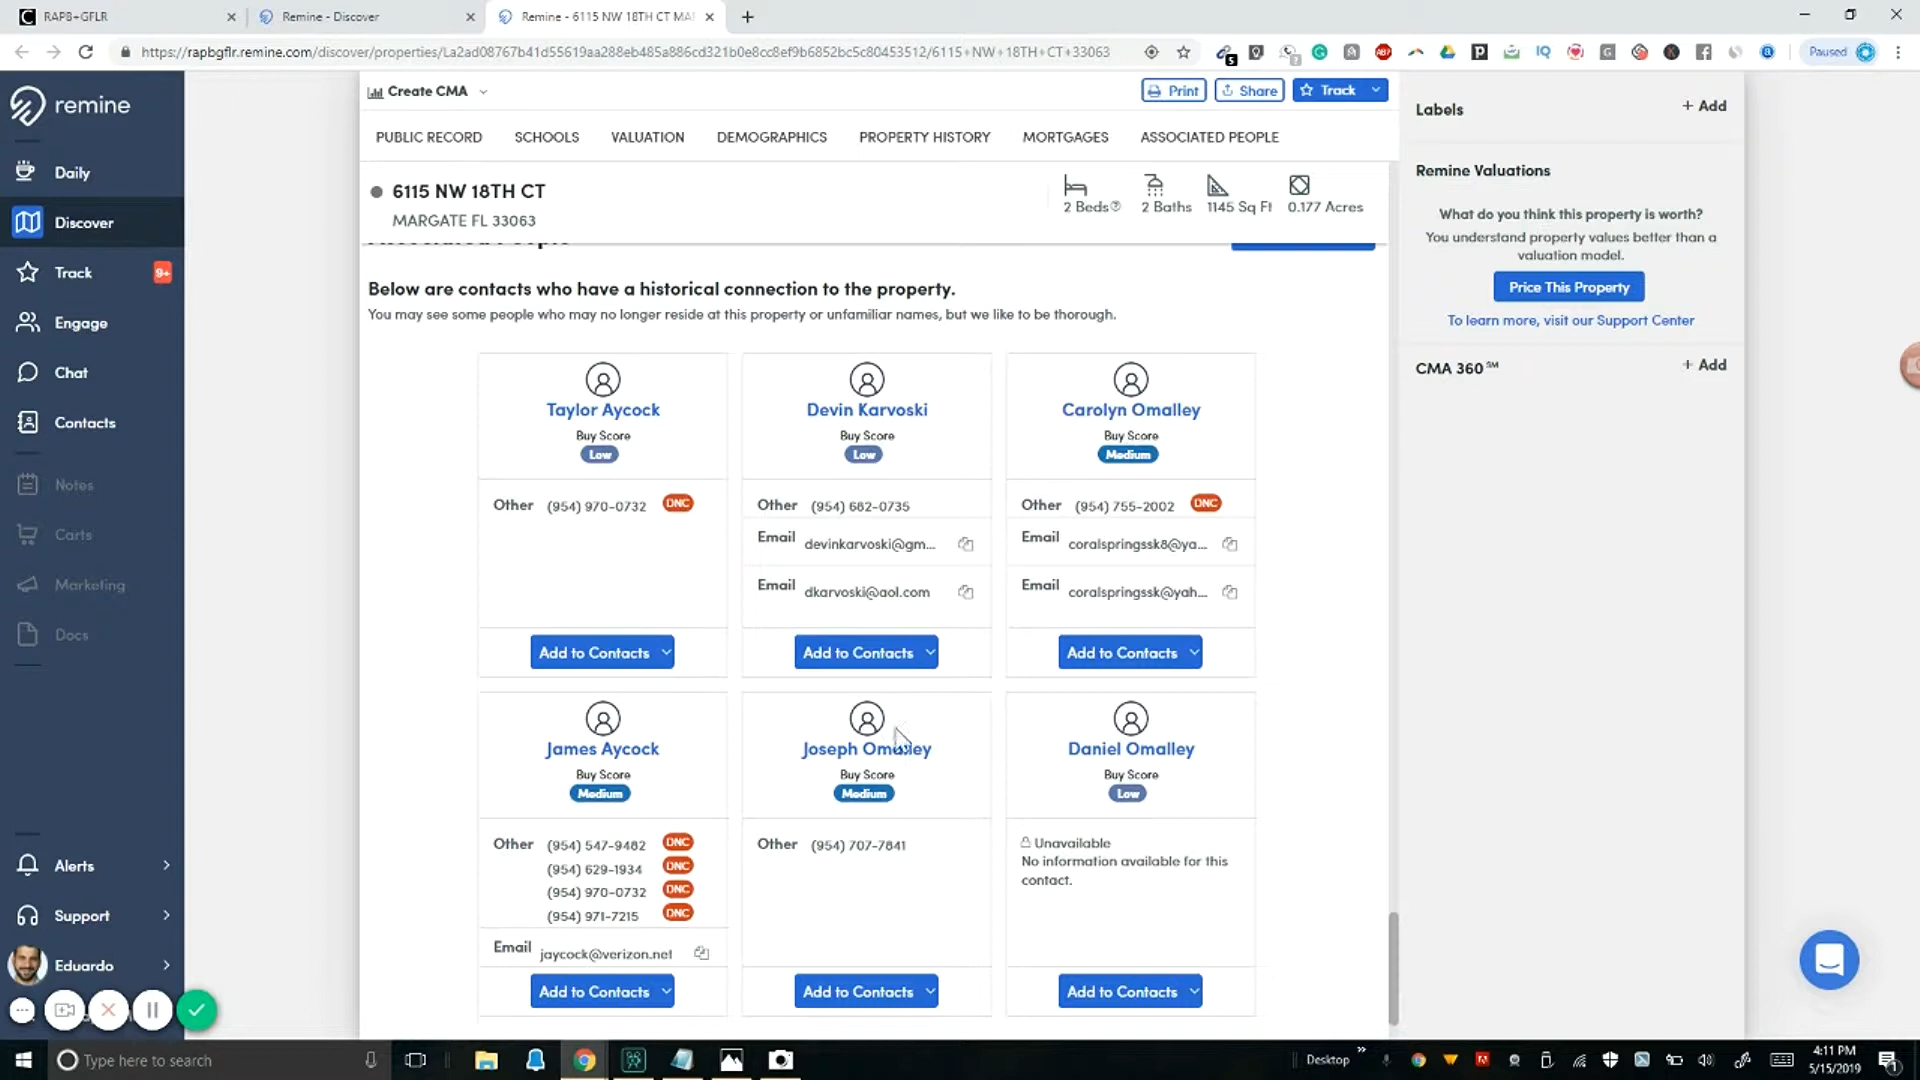 RAPB+GFLR
Remine - Discover
Remine - 6115 NW 18TH CT MA
https://rapbgflr.remine.com/discover/properties/La2ad08767b41d55619aa288eb485a886cd321b0e8cc8ef9b6852bc5c80453512/6115+NW+18TH+CT+33063
Paused
remine
Daily
Discover
Track 9+
Engage
Chat
Contacts
Notes
Carts
Marketing
Docs
Alerts
Support
Eduardo
Create CMA
Print
Share
Track
PUBLIC RECORD SCHOOLS VALUATION DEMOGRAPHICS PROPERTY HISTORY MORTGAGES ASSOCIATED PEOPLE
6115 NW 18TH CT
MARGATE FL 33063
2 Beds 2 Baths 1145 Sq Ft 0.177 Acres
Associated People
Below are contacts who have a historical connection to the property.
You may see some people who may no longer reside at this property or unfamiliar names, but we like to be thorough.
Taylor Aycock
Buy Score
Low
Other (954) 970-0732 DNC
Add to Contacts
Devin Karvoski
Buy Score
Low
Other (954) 682-0735
Email devinkarvoski@gm...
Email dkarvoski@aol.com
Add to Contacts
Carolyn Omalley
Buy Score
Medium
Other (954) 755-2002 DNC
Email coralspringssk8@ya...
Email coralspringssk@yah...
Add to Contacts
James Aycock
Buy Score
Medium
Other (954) 547-9482 DNC
(954) 629-1934 DNC
(954) 970-0732 DNC
(954) 971-7215 DNC
Email jaycock@verizon.net
Add to Contacts
Joseph Omalley
Buy Score
Medium
Other (954) 707-7841
Add to Contacts
Daniel Omalley
Buy Score
Low
Unavailable
No information available for this
contact.
Add to Contacts
Labels + Add
Remine Valuations
What do you think this property is worth?
You understand property values better than a
valuation model.
Price This Property
To learn more, visit our Support Center
CMA 360 SM + Add
Type here to search
Desktop
4:11 PM
5/15/2019